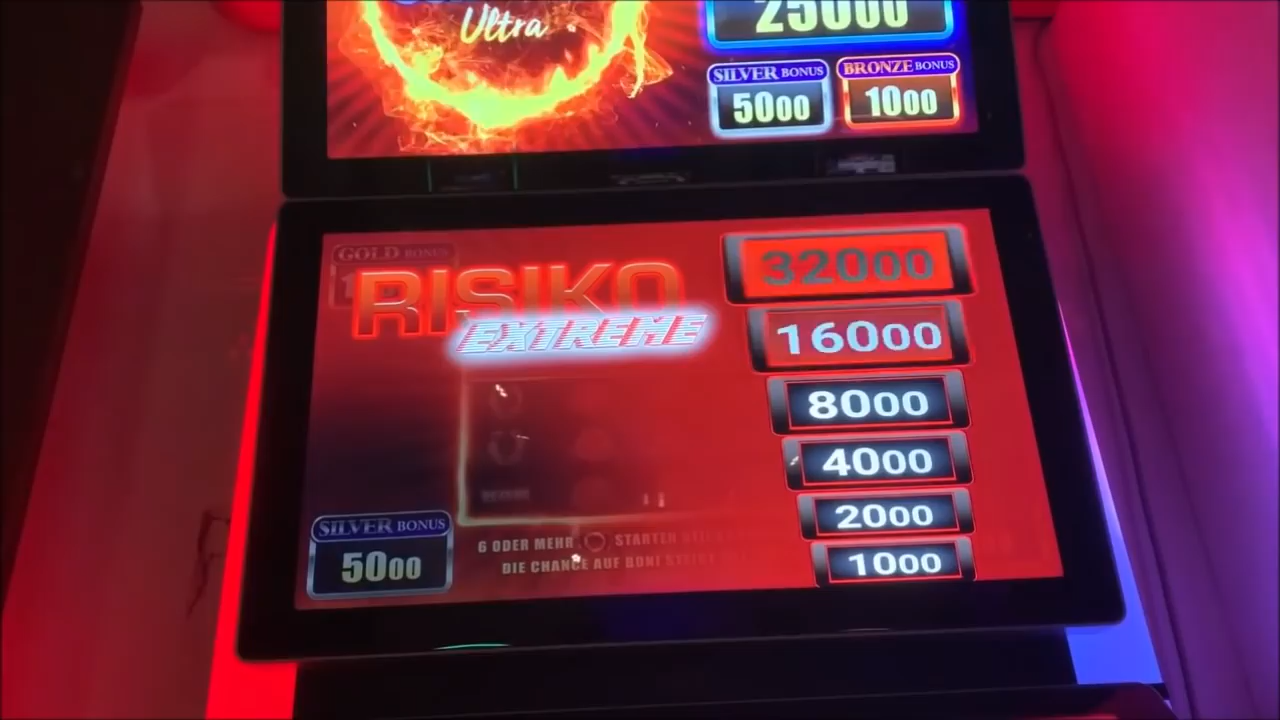 Ultra
25000
SILVER BONUS
5000
BRONZE BONUS
1000
GOLD BONUS
RISIKO
EXTREME
32000
16000
8000
4000
2000
1000
SILVER BONUS
5000
6 ODER MEHR STARTEN
DIE CHANCE AUF BONI